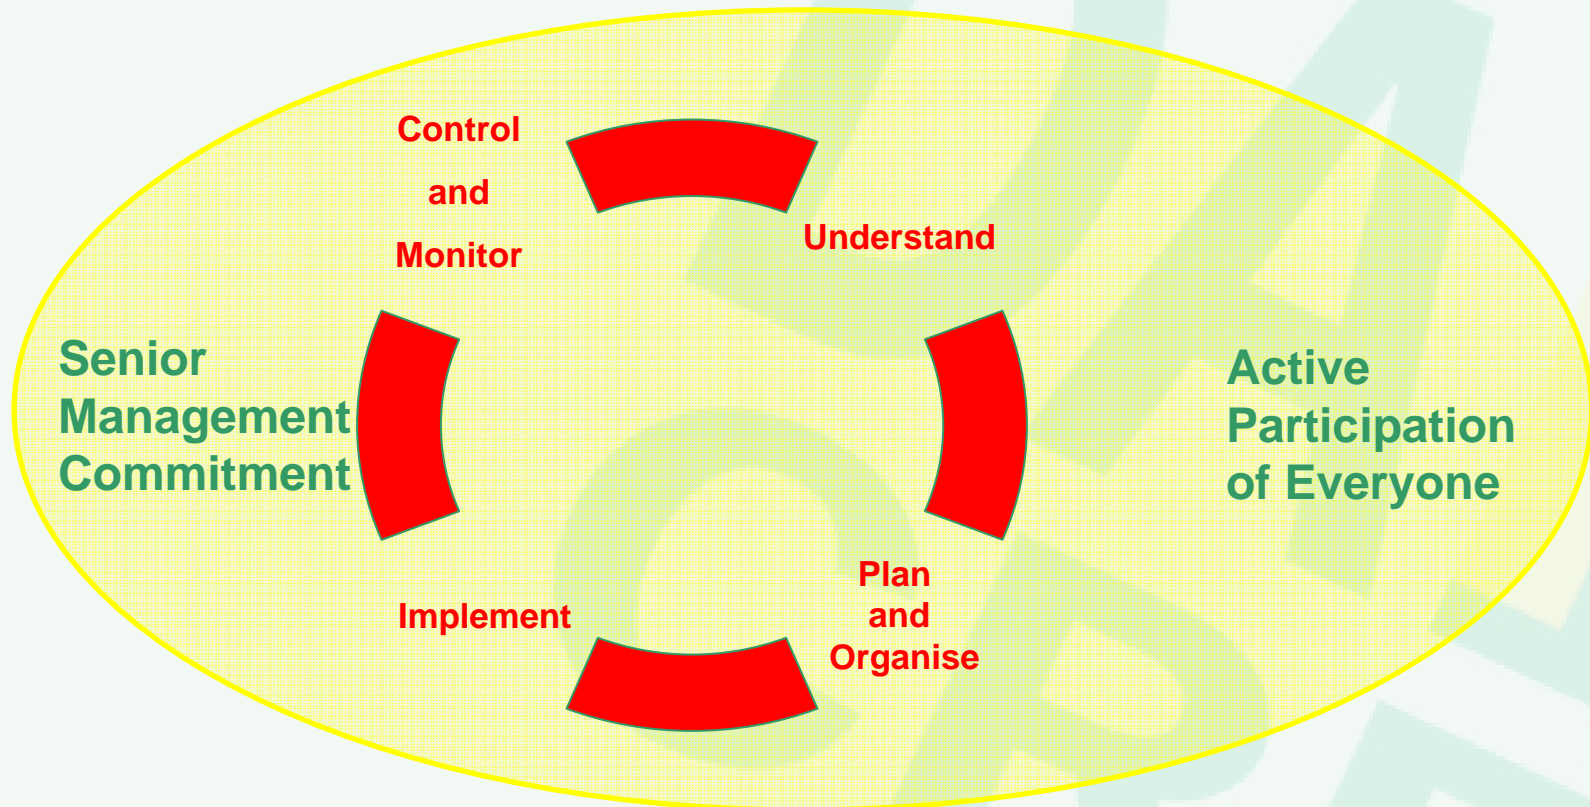 Control
and
Monitor
Understand
Senior
Management
Commitment
Active
Participation
of Everyone
Implement
Plan
and
Organise